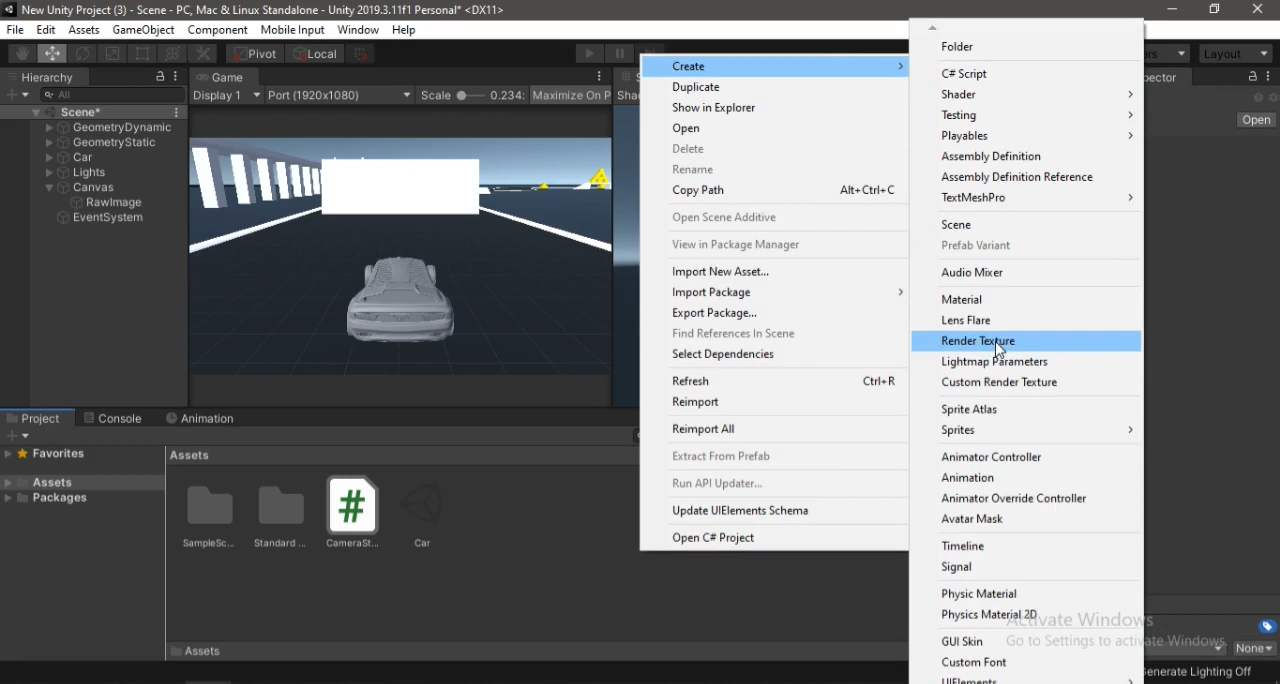 New Unity Project (3) - Scene - PC, Mac & Linux Standalone - Unity 2019.3.11f1 Personal* <DX11>
File Edit Assets GameObject Component Mobile Input Window Help
Pivot Local Layout
Hierarchy
All
Scene*
GeometryDynamic
GeometryStatic
Car
Lights
Canvas
RawImage
EventSystem
Game
Display 1 Port (1920x1080) Scale 0.234: Maximize On P
Sha
Create
Duplicate
Show in Explorer
Open
Delete
Rename
Copy Path Alt+Ctrl+C
Open Scene Additive
View in Package Manager
Import New Asset...
Import Package
Export Package...
Find References In Scene
Select Dependencies
Refresh Ctrl+R
Reimport
Reimport All
Extract From Prefab
Run API Updater...
Update UIElements Schema
Open C# Project
Folder
C# Script
Shader
Testing
Playables
Assembly Definition
Assembly Definition Reference
TextMeshPro
Scene
Prefab Variant
Audio Mixer
Material
Lens Flare
Render Texture
Lightmap Parameters
Custom Render Texture
Sprite Atlas
Sprites
Animator Controller
Animation
Animator Override Controller
Avatar Mask
Timeline
Signal
Physic Material
Physics Material 2D
GUI Skin
Custom Font
UIElements
pector
Open
Project Console Animation
Favorites
Assets
Packages
Assets
SampleSc...
Standard ...
CameraSt...
Car
Assets
Activate Windows
Go to Settings to activate Windows.
None
enerate Lighting Off